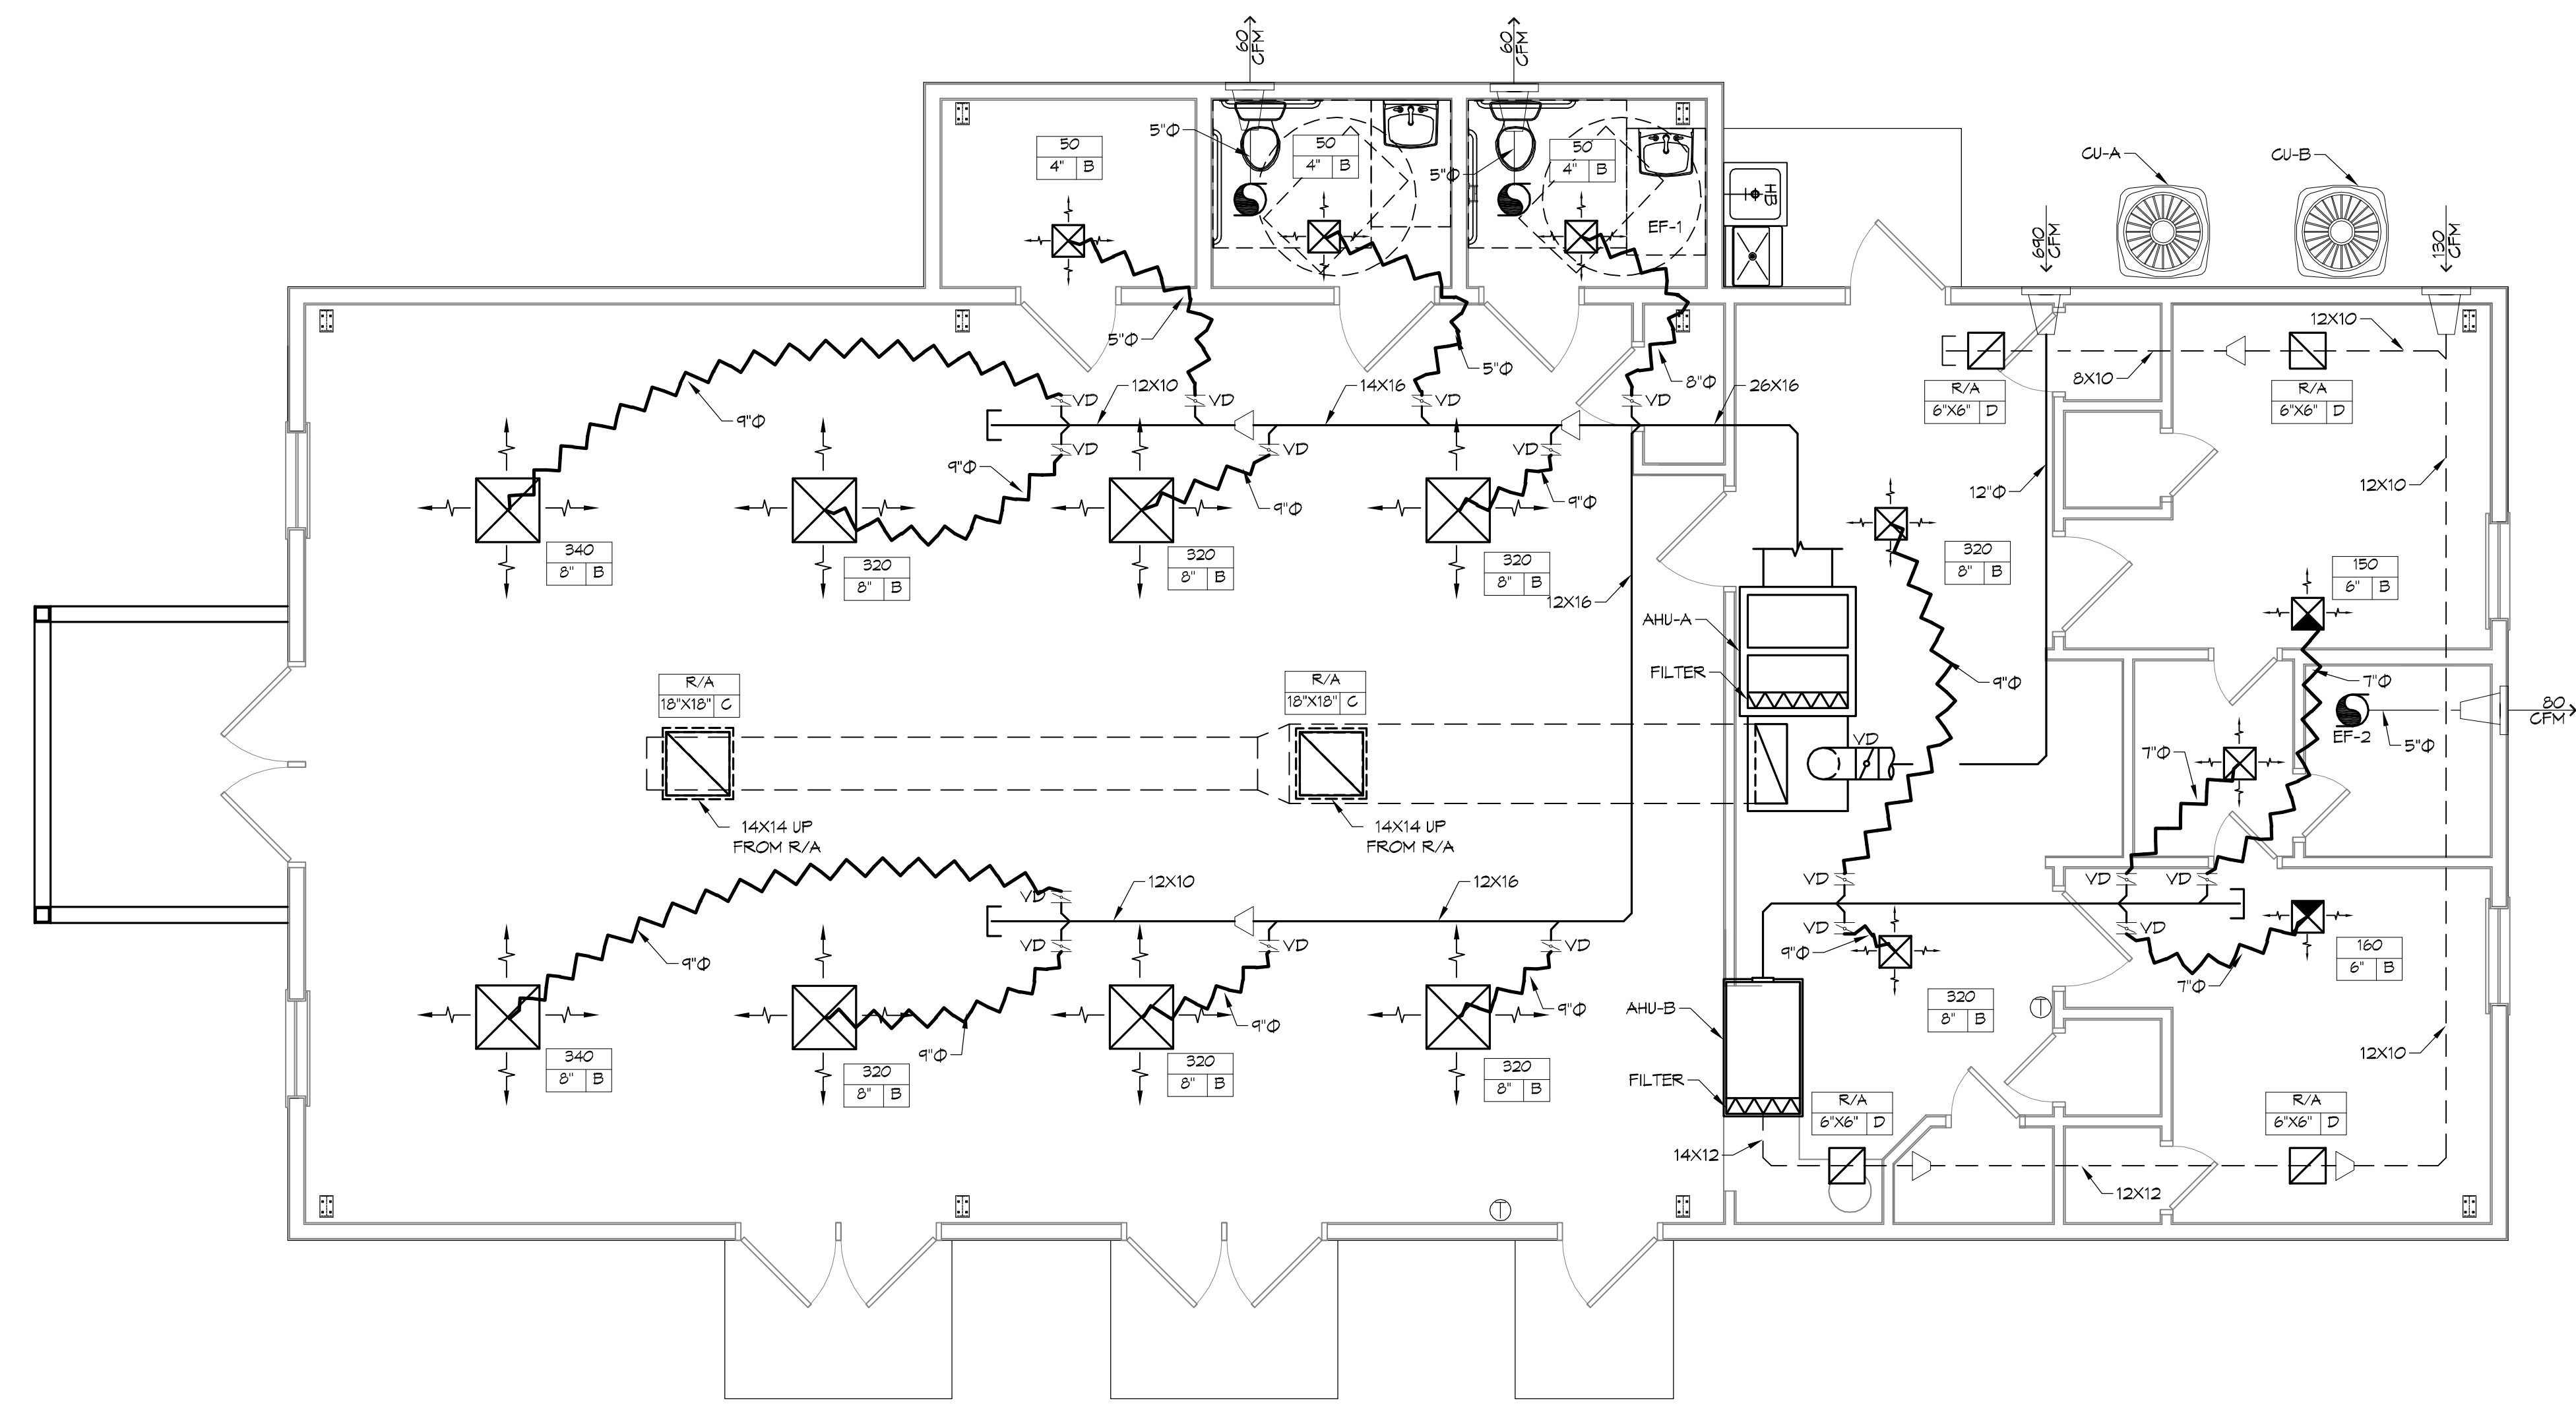 60
CFM
60
CFM
50
4" B
5"Φ
50
4" B
5"Φ
50
4" B
EF-1
HB
CU-A
CU-B
690
CFM
130
CFM
5"Φ
5"Φ
8"Φ
12X10
14X16
26X16
VD
VD
VD
VD
VD
VD
VD
9"Φ
9"Φ
9"Φ
9"Φ
340
8" B
320
8" B
320
8" B
320
8" B
12X16
12X10
8X10
R/A
6"X6" D
R/A
6"X6" D
12"Φ
12X10
320
8" B
150
6" B
AHU-A
FILTER
R/A
18"X18" C
R/A
18"X18" C
9"Φ
7"Φ
VD
7"Φ
EF-2
5"Φ
80
CFM
14X14 UP
FROM R/A
14X14 UP
FROM R/A
12X10
12X16
VD
VD
VD
VD
VD
VD
VD
VD
VD
9"Φ
9"Φ
9"Φ
9"Φ
9"Φ
7"Φ
160
6" B
340
8" B
320
8" B
320
8" B
320
8" B
AHU-B
FILTER
320
8" B
T
12X10
R/A
6"X6" D
R/A
6"X6" D
14X12
12X12
T